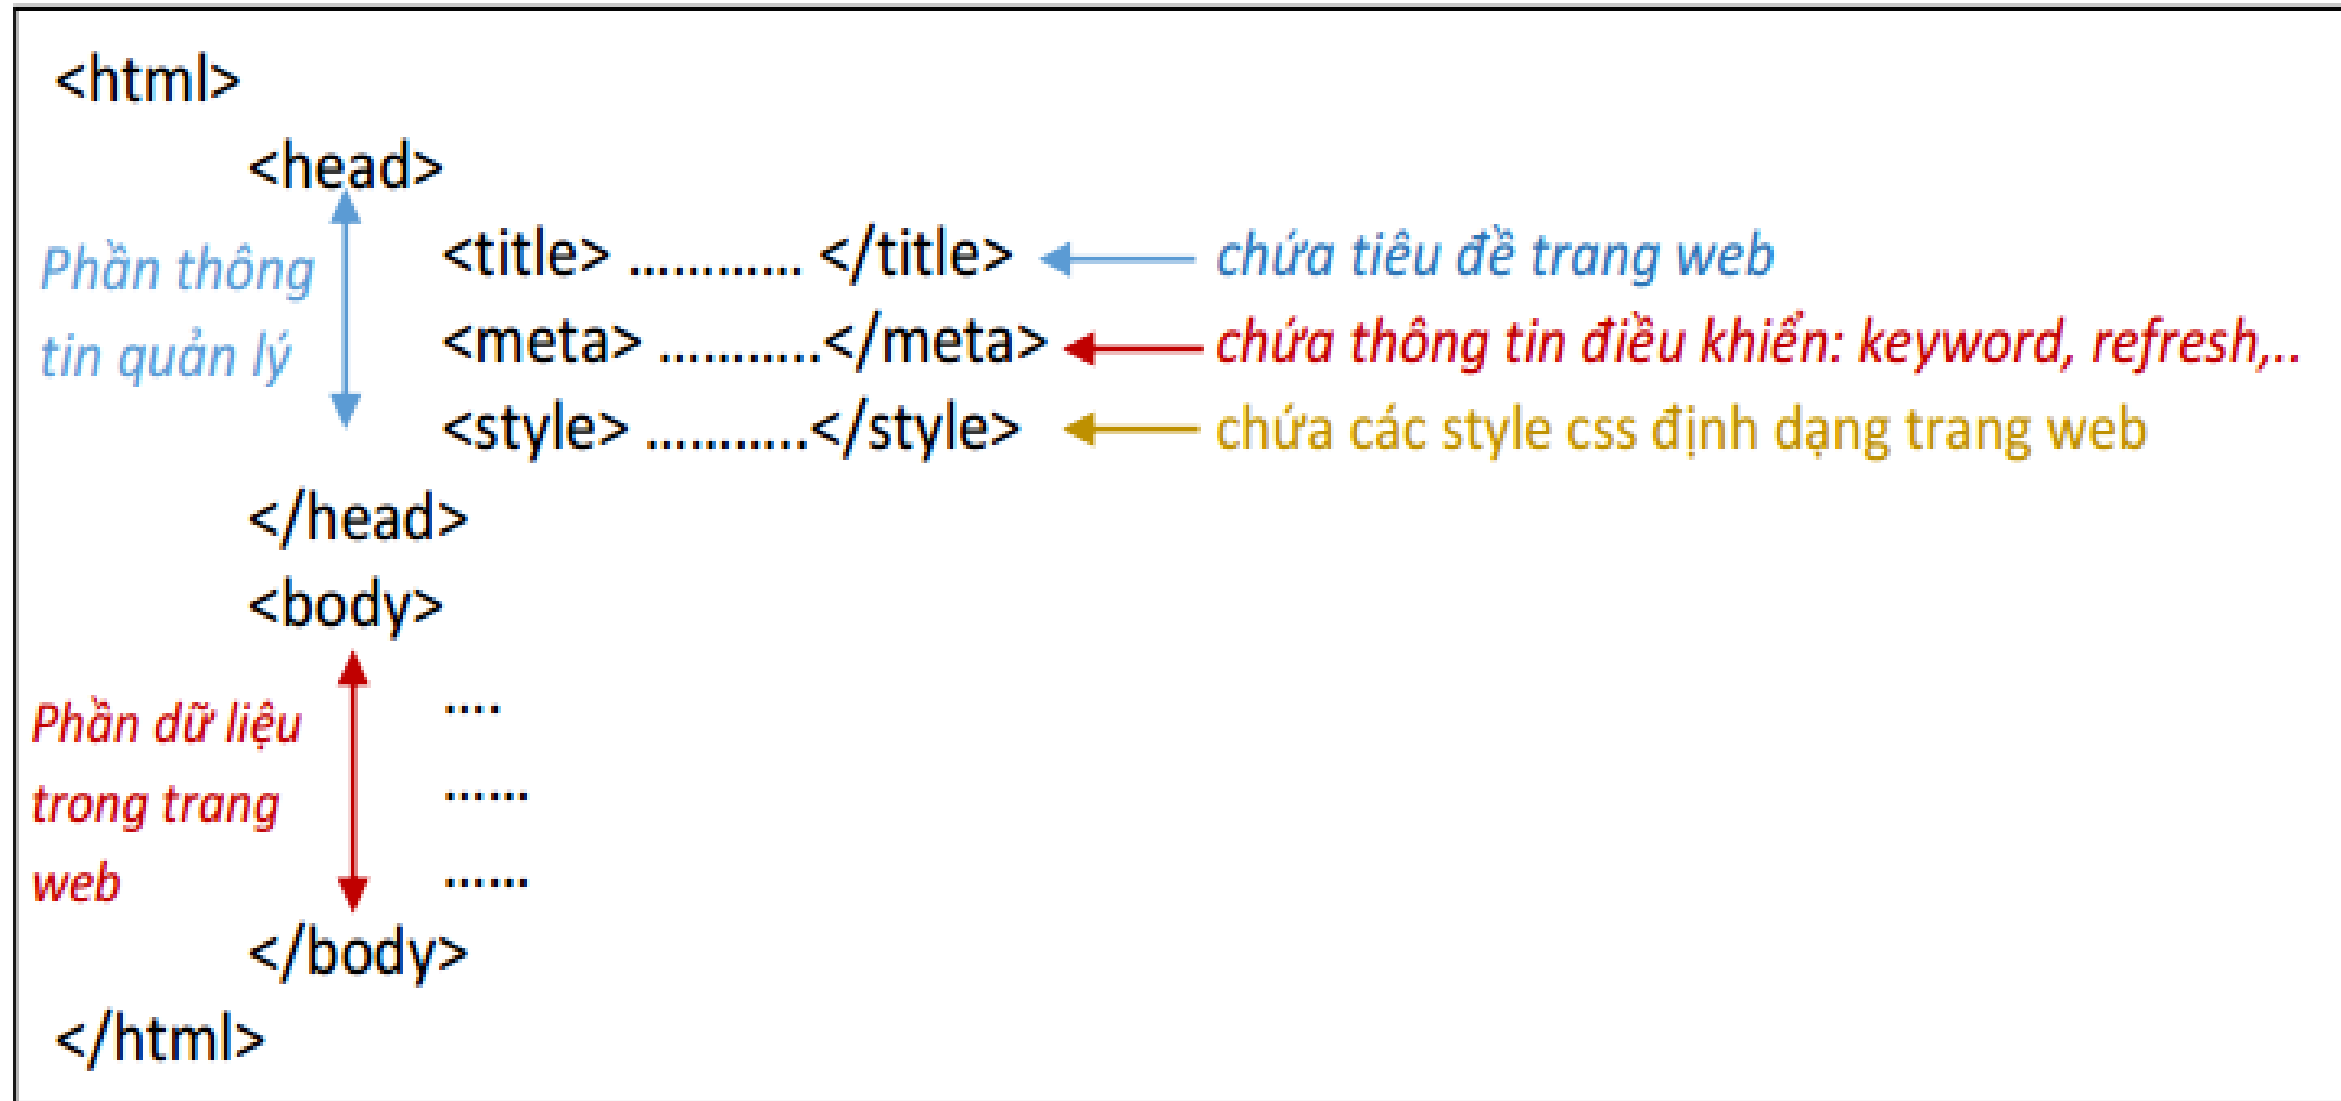 <html>
<head>
Phần thông
tin quản lý
<title> ............ </title> chứa tiêu đề trang web
<meta> ...........</meta> chứa thông tin điều khiển: keyword, refresh,..
<style> ...........</style> chứa các style css định dạng trang web
</head>
<body>
Phần dữ liệu
trong trang
web
....
......
......
</body>
</html>